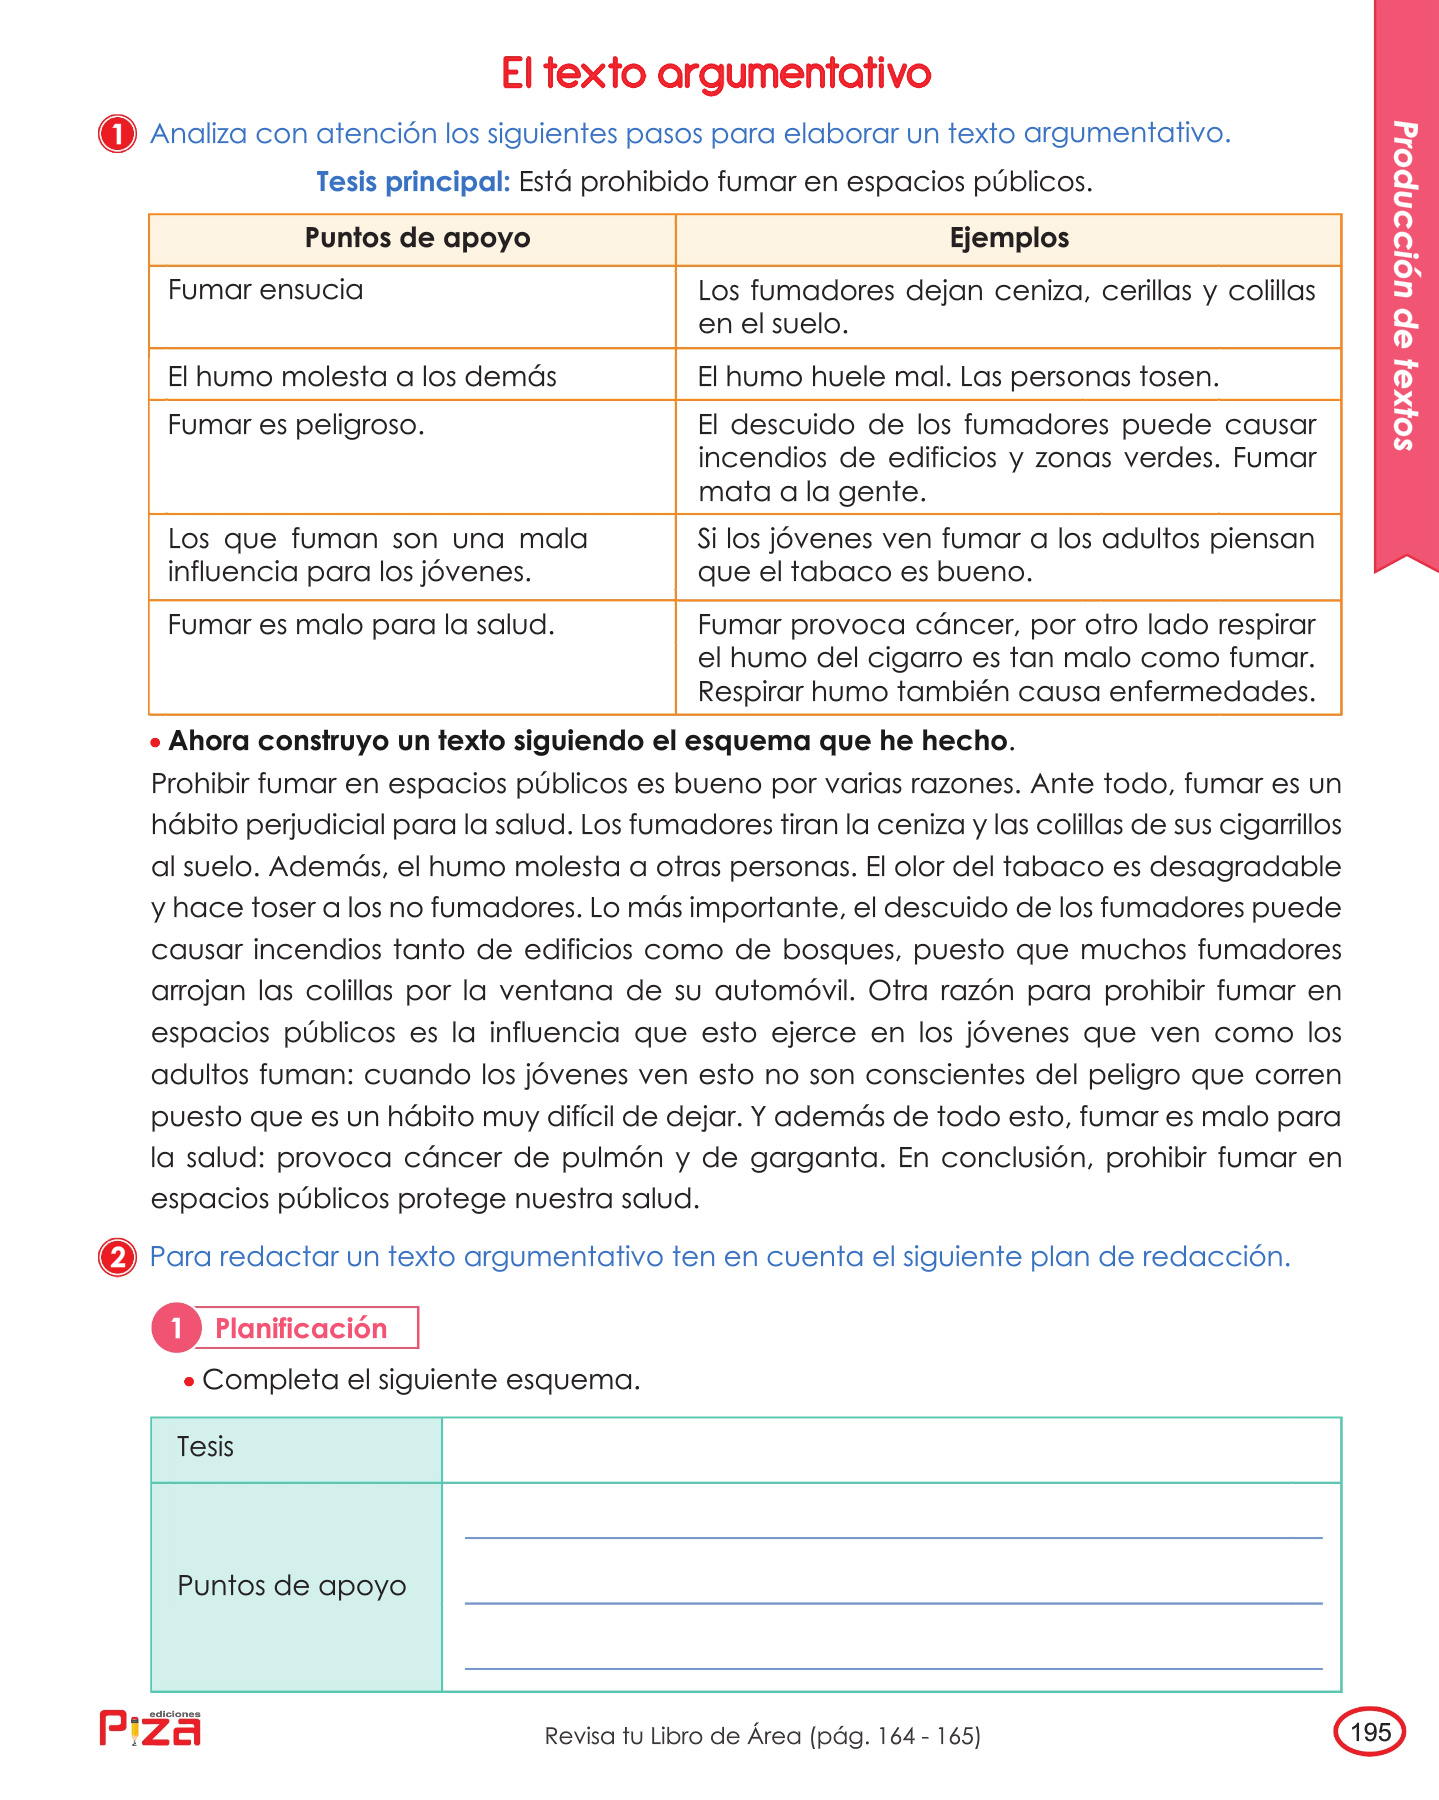 El texto argumentativo
1 Analiza con atención los siguientes pasos para elaborar un texto argumentativo.
Tesis principal: Está prohibido fumar en espacios públicos.
Puntos de apoyo
Ejemplos
Fumar ensucia
Los fumadores dejan ceniza, cerillas y colillas
en el suelo.
El humo molesta a los demás
El humo huele mal. Las personas tosen.
Fumar es peligroso.
El descuido de los fumadores puede causar
incendios de edificios y zonas verdes. Fumar
mata a la gente.
Los que fuman son una mala
influencia para los jóvenes.
Si los jóvenes ven fumar a los adultos piensan
que el tabaco es bueno.
Fumar es malo para la salud.
Fumar provoca cáncer, por otro lado respirar
el humo del cigarro es tan malo como fumar.
Respirar humo también causa enfermedades.
• Ahora construyo un texto siguiendo el esquema que he hecho.
Prohibir fumar en espacios públicos es bueno por varias razones. Ante todo, fumar es un
hábito perjudicial para la salud. Los fumadores tiran la ceniza y las colillas de sus cigarrillos
al suelo. Además, el humo molesta a otras personas. El olor del tabaco es desagradable
y hace toser a los no fumadores. Lo más importante, el descuido de los fumadores puede
causar incendios tanto de edificios como de bosques, puesto que muchos fumadores
arrojan las colillas por la ventana de su automóvil. Otra razón para prohibir fumar en
espacios públicos es la influencia que esto ejerce en los jóvenes que ven como los
adultos fuman: cuando los jóvenes ven esto no son conscientes del peligro que corren
puesto que es un hábito muy difícil de dejar. Y además de todo esto, fumar es malo para
la salud: provoca cáncer de pulmón y de garganta. En conclusión, prohibir fumar en
espacios públicos protege nuestra salud.
2 Para redactar un texto argumentativo ten en cuenta el siguiente plan de redacción.
1 Planificación
• Completa el siguiente esquema.
Tesis
Puntos de apoyo
ediciones
Piza
Revisa tu Libro de Área (pág. 164 - 165)
195
Producción de textos